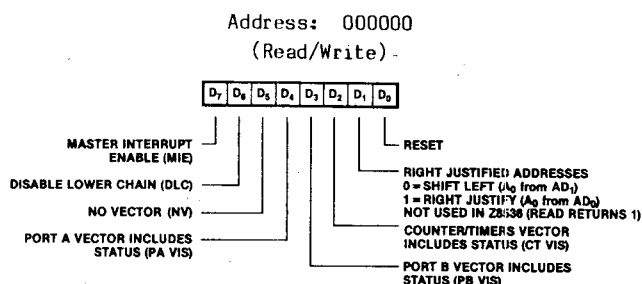 Address: 000000
(Read/Write)
D7 D6 D5 D4 D3 D2 D1 D0
MASTER INTERRUPT
ENABLE (MIE)
DISABLE LOWER CHAIN (DLC)
NO VECTOR (NV)
PORT A VECTOR INCLUDES
STATUS (PA VIS)
RESET
RIGHT JUSTIFIED ADDRESSES
0 = SHIFT LEFT (A0 from AD1)
1 = RIGHT JUSTIFY (A0 from AD0)
NOT USED IN Z8536 (READ RETURNS 1)
COUNTER/TIMERS VECTOR
INCLUDES STATUS (CT VIS)
PORT B VECTOR INCLUDES
STATUS (PB VIS)